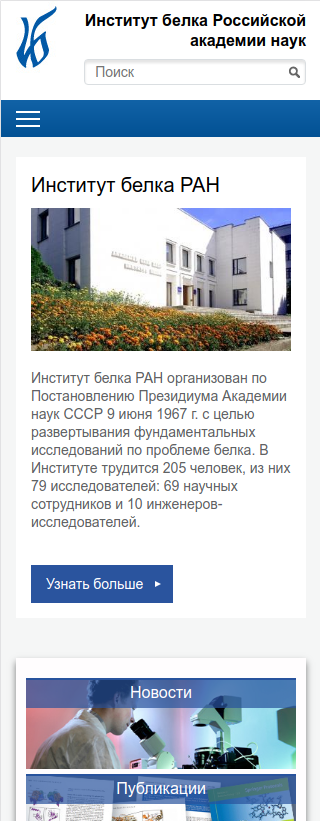 Институт белка Российской
академии наук
Поиск
Институт белка РАН
Институт белка РАН организован по
Постановлению Президиума Академии
наук СССР 9 июня 1967 г. с целью
развертывания фундаментальных
исследований по проблеме белка. В
Институте трудится 205 человек, из них
79 исследователей: 69 научных
сотрудников и 10 инженеров-
исследователей.
Узнать больше
Новости
Публикации